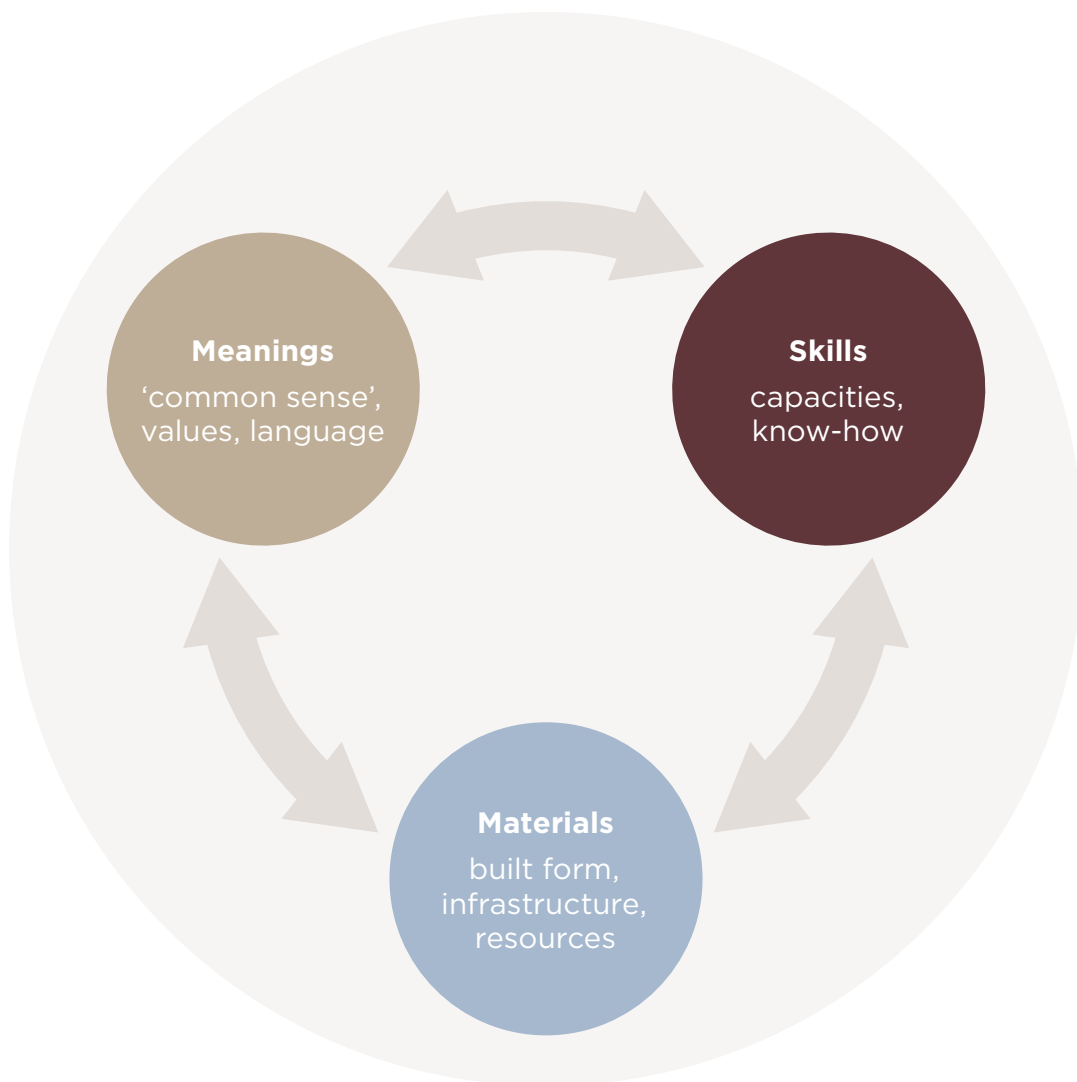 Meanings
‘common sense’,
values, language
Skills
capacities,
know-how
Materials
built form,
infrastructure,
resources